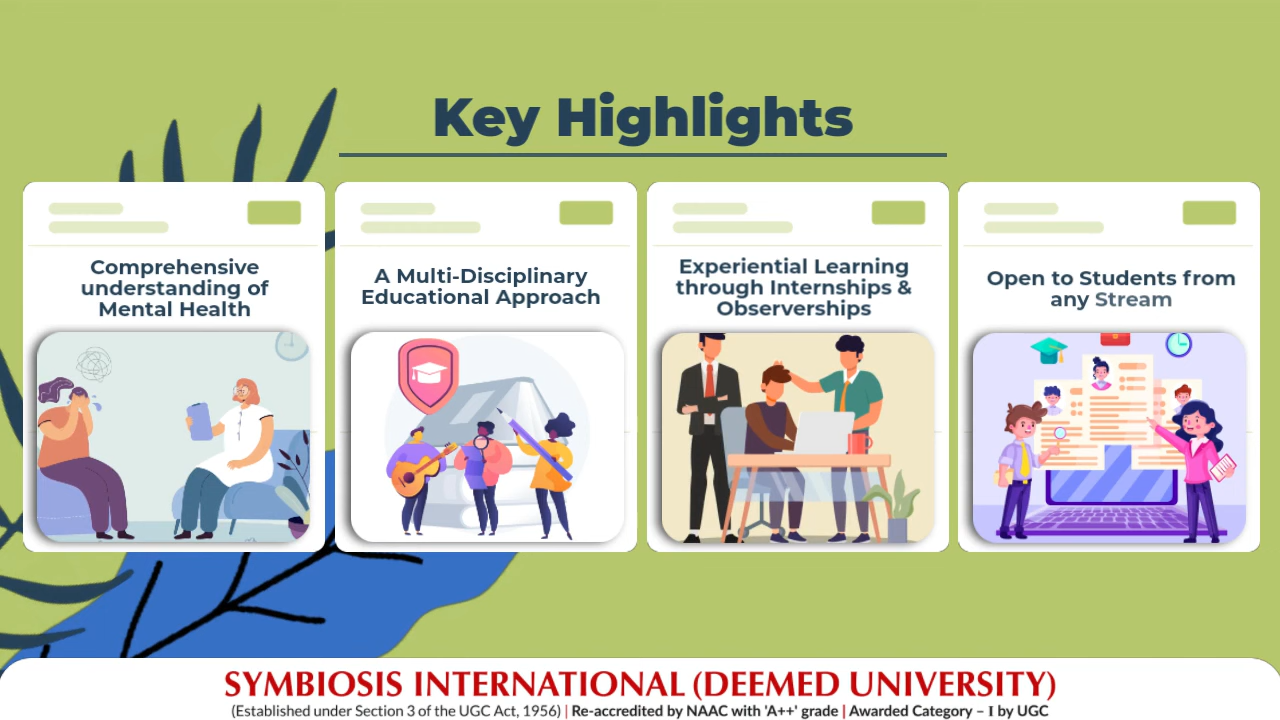 Key Highlights
Comprehensive
understanding of
Mental Health
A Multi-Disciplinary
Educational Approach
Experiential Learning
through Internships &
Observerships
Open to Students from
any Stream
SYMBIOSIS INTERNATIONAL (DEEMED UNIVERSITY)
(Established under Section 3 of the UGC Act, 1956) | Re-accredited by NAAC with 'A++' grade | Awarded Category – I by UGC